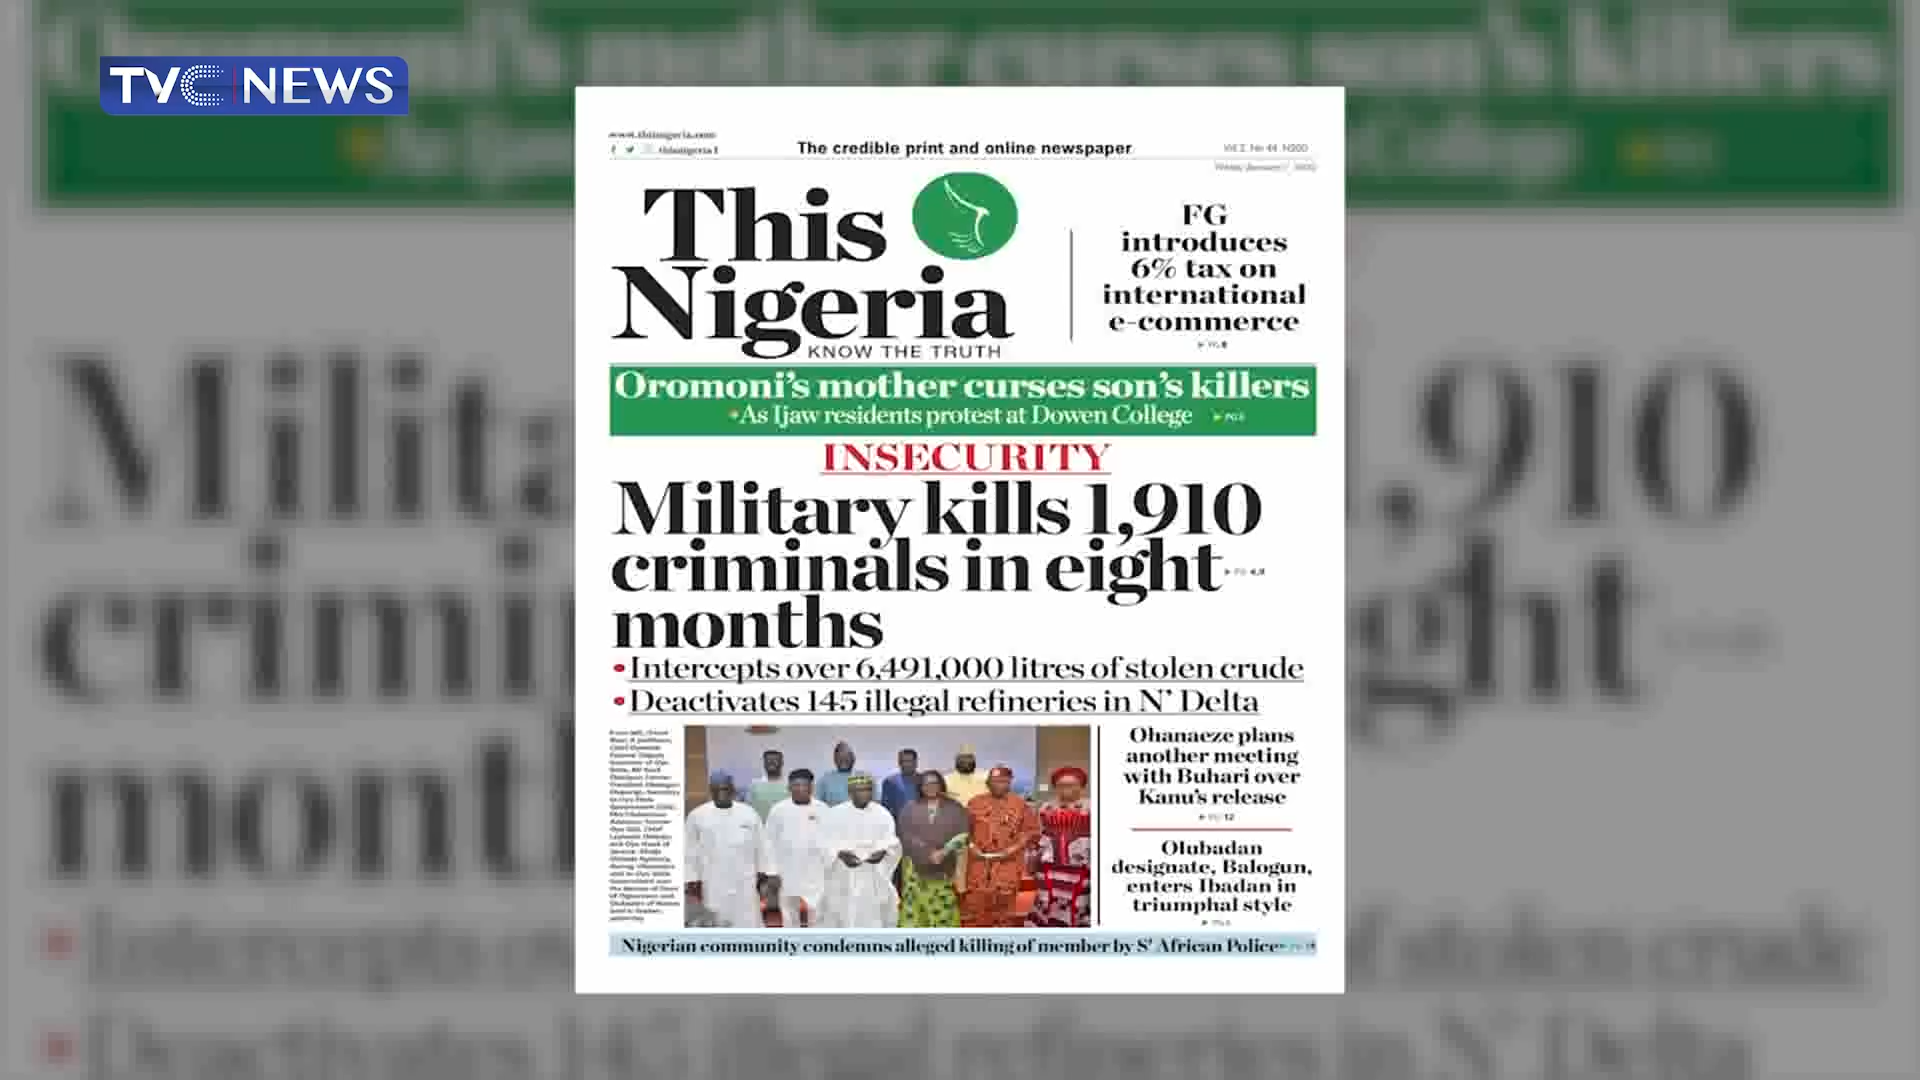 TVC NEWS
www.thisnigeria.com
thisnigeria1
The credible print and online newspaper
This
Nigeria
KNOW THE TRUTH
FG
introduces
6% tax on
international
e-commerce
Oromoni's mother curses son's killers
•As Ijaw residents protest at Dowen College
INSECURITY
Military kills 1,910
criminals in eight
months
•Intercepts over 6,491,000 litres of stolen crude
•Deactivates 145 illegal refineries in N' Delta
Ohanaeze plans
another meeting
with Buhari over
Kanu's release
Olubadan
designate, Balogun,
enters Ibadan in
triumphal style
Nigerian community condemns alleged killing of member by S' African Police